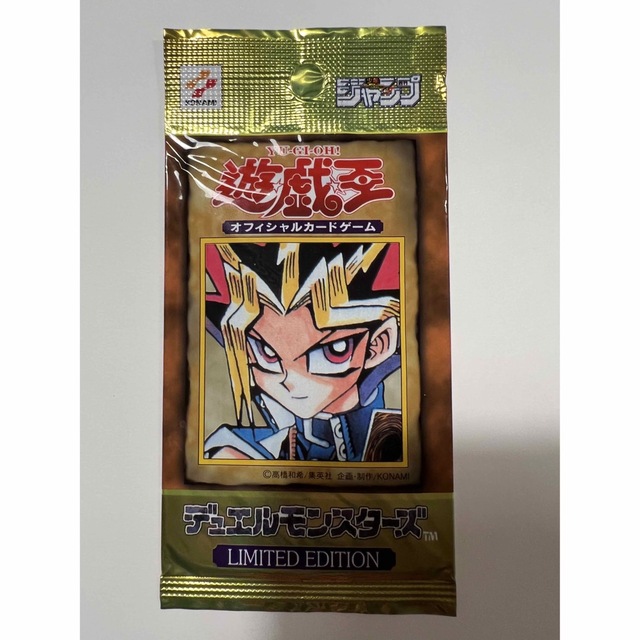 KONAMI
ジャンプ
YU-GI-OH!
遊戯王
オフィシャルカードゲーム
©高橋和希/集英社 企画・制作/KONAMI
デュエルモンスターズ™
LIMITED EDITION